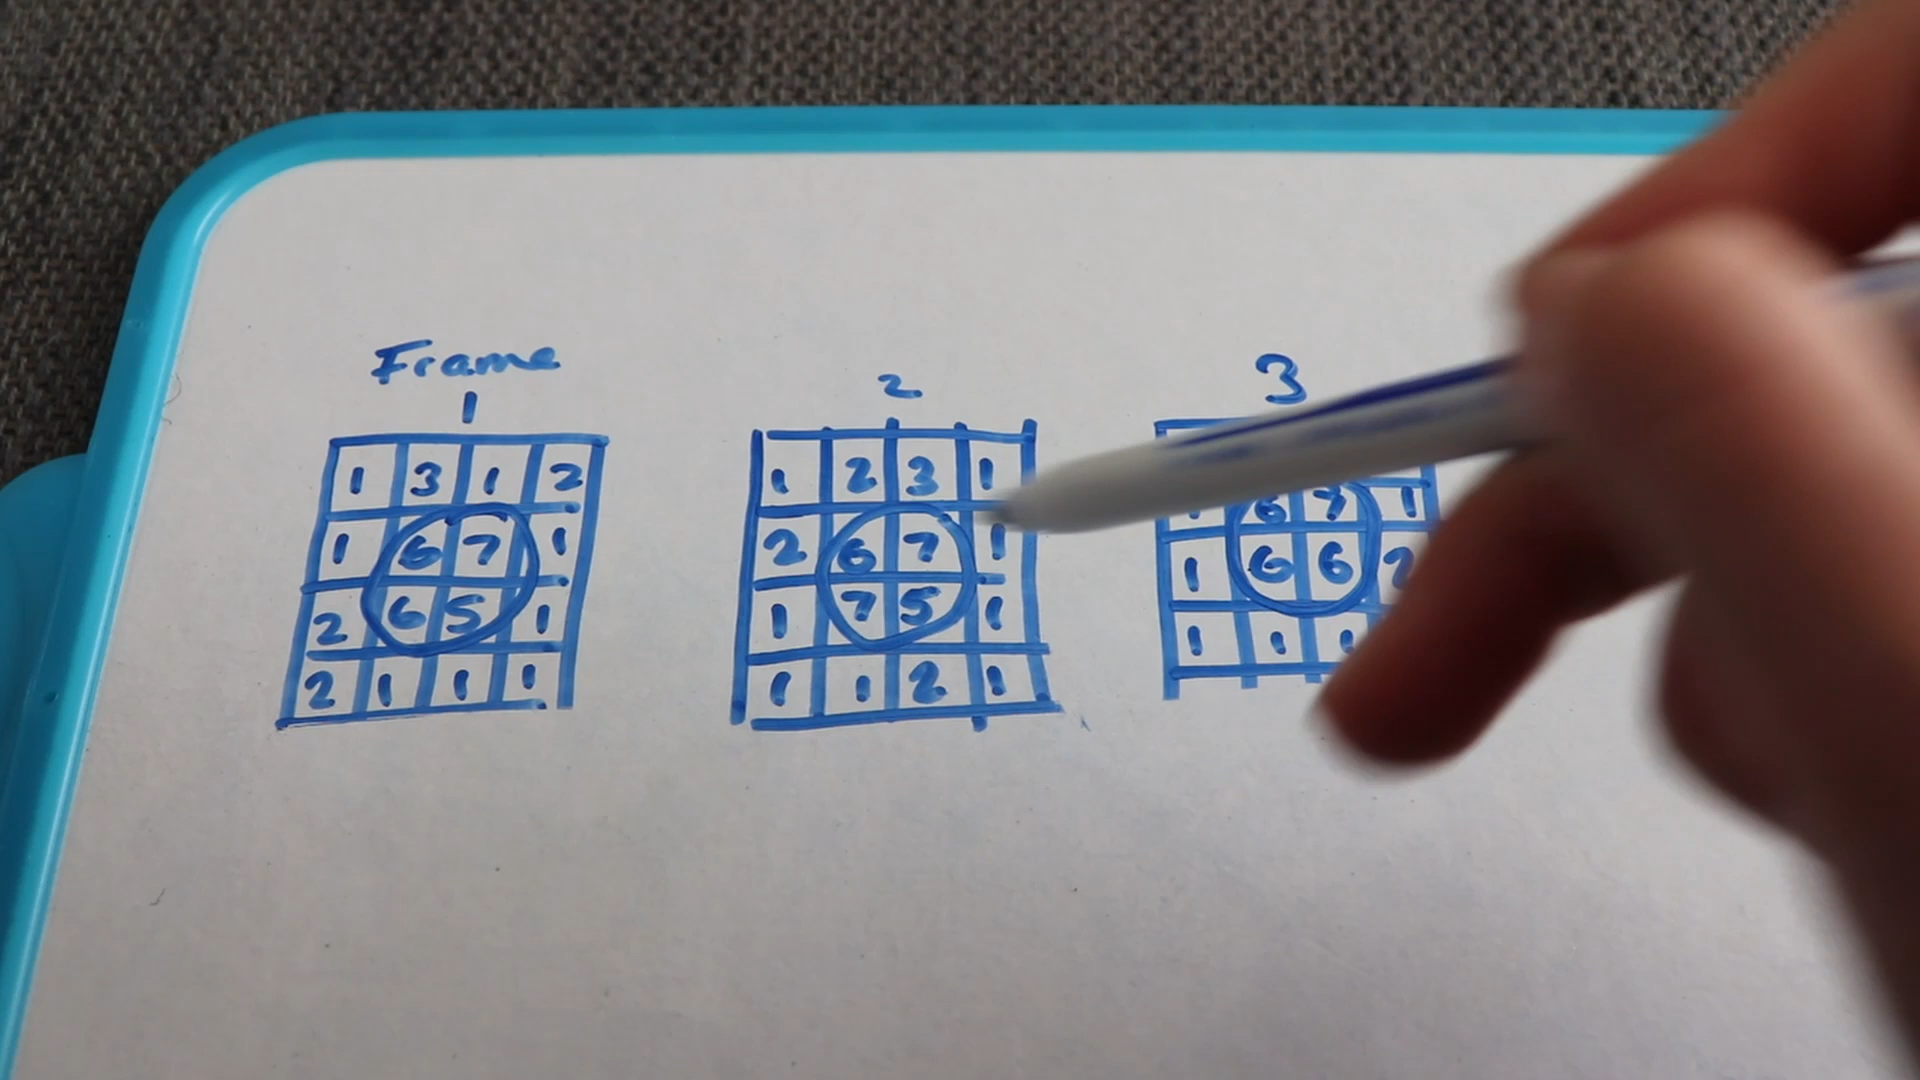 Frame
1
1 3 1 2
1 6 7 1
2 6 5 1
2 1 1 1
2
1 2 3 1
2 6 7 1
1 7 5 1
1 1 2 1
3
6 7 1
1 6 6 2
1 1 1